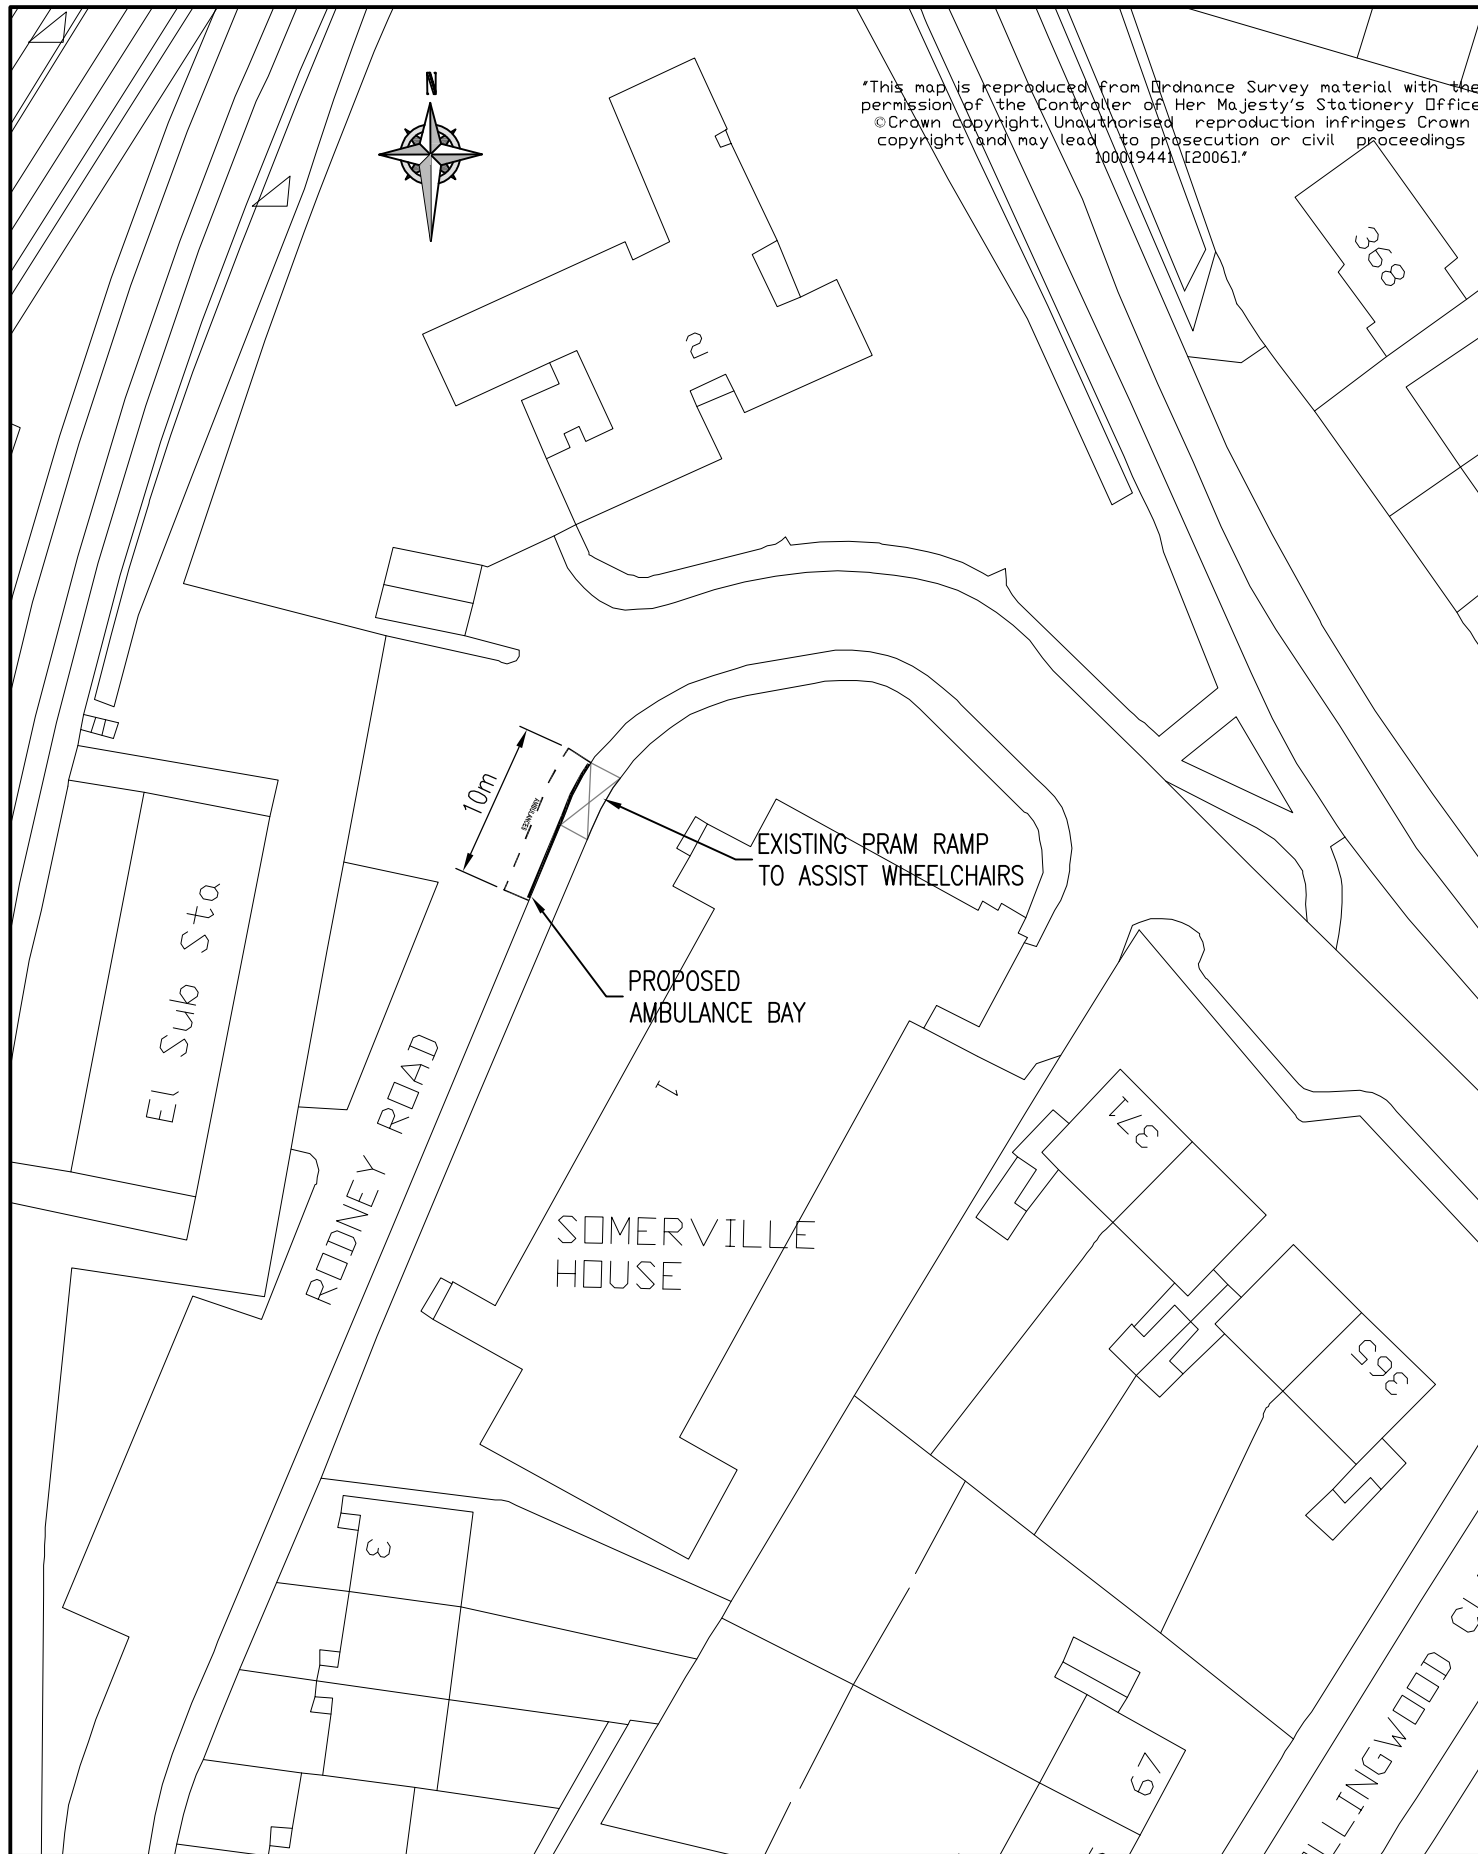 N
"This map is reproduced from Ordnance Survey material with the
permission of the Controller of Her Majesty's Stationery Office
©Crown copyright. Unauthorised reproduction infringes Crown
copyright and may lead to prosecution or civil proceedings
100019441 [2006]."
368
2
10m
AMBULANCES
EXISTING PRAM RAMP
TO ASSIST WHEELCHAIRS
El Sub Sta
PROPOSED
AMBULANCE BAY
RODNEY ROAD
1
371
SOMERVILLE
HOUSE
365
3
67